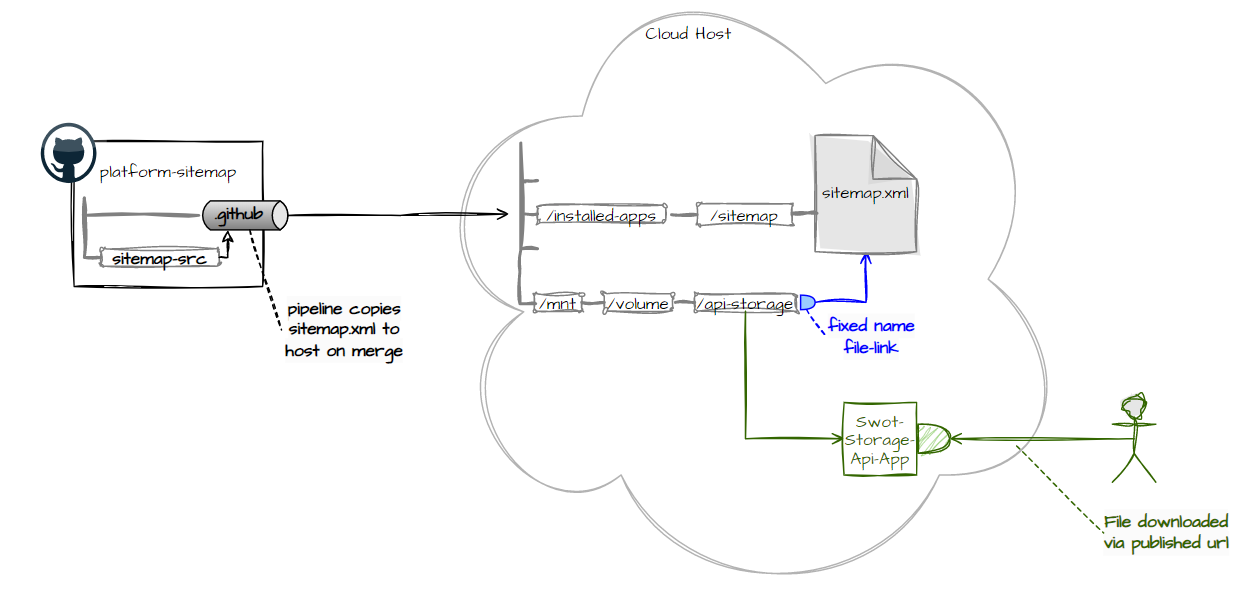 Cloud Host
platform-sitemap
.github
sitemap-src
pipeline copies
sitemap.xml to
host on merge
/installed-apps
/sitemap
sitemap.xml
/mnt
/volume
/api-storage
fixed name
file-link
Swot-
Storage-
Api-App
File downloaded
via published url